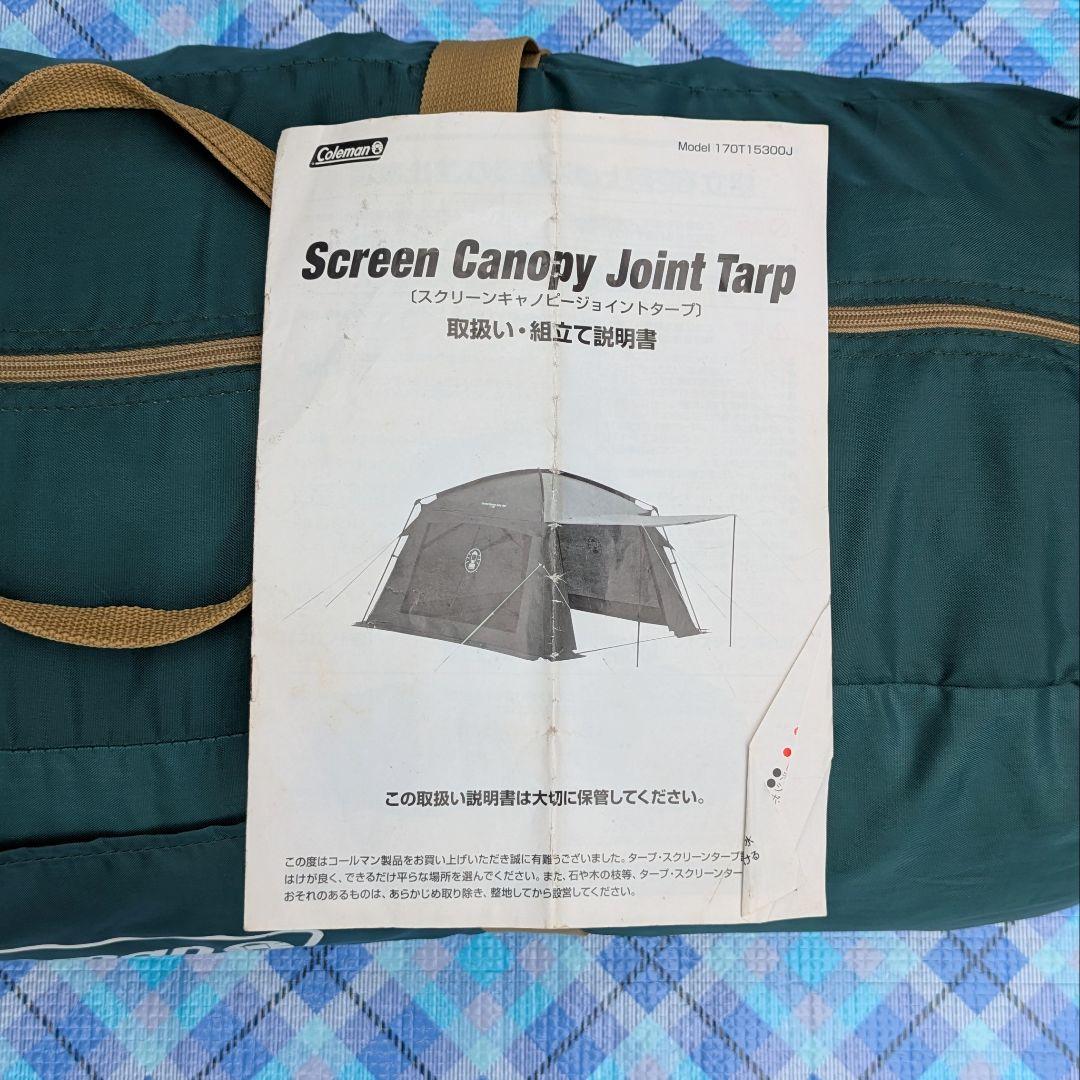 Coleman
Model 170T15300J
Screen Canopy Joint Tarp
〔スクリーンキャノピージョイントタープ〕
取扱い・組立て説明書
この取扱い説明書は大切に保管してください。
この度はコールマン製品をお買い上げいただき誠に有難うございました。タープ・スクリーンタープ
はけが良く、できるだけ平らな場所を選んでください。また、石や木の枝等、タープ・スクリーンター
おそれのあるものは、あらかじめ取り除き、整地してから設営してください。